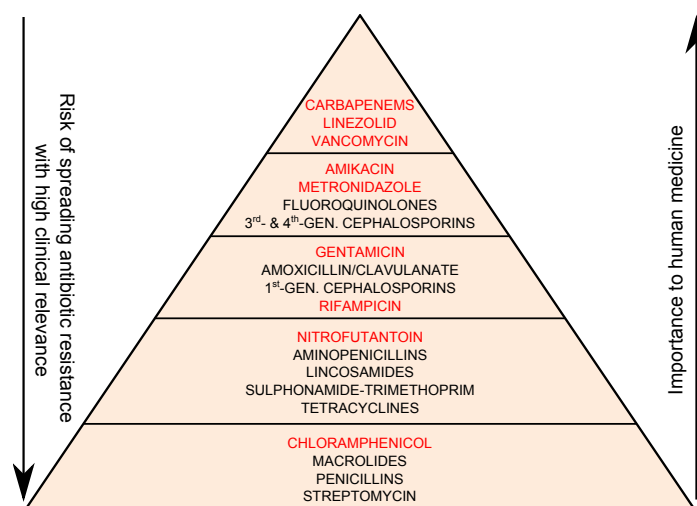 Risk of spreading antibiotic resistance
with high clinical relevance
CARBAPENEMS
LINEZOLID
VANCOMYCIN
AMIKACIN
METRONIDAZOLE
FLUOROQUINOLONES
3rd- & 4th-GEN. CEPHALOSPORINS
GENTAMICIN
AMOXICILLIN/CLAVULANATE
1st-GEN. CEPHALOSPORINS
RIFAMPICIN
NITROFUTANTOIN
AMINOPENICILLINS
LINCOSAMIDES
SULPHONAMIDE-TRIMETHOPRIM
TETRACYCLINES
CHLORAMPHENICOL
MACROLIDES
PENICILLINS
STREPTOMYCIN
Importance to human medicine